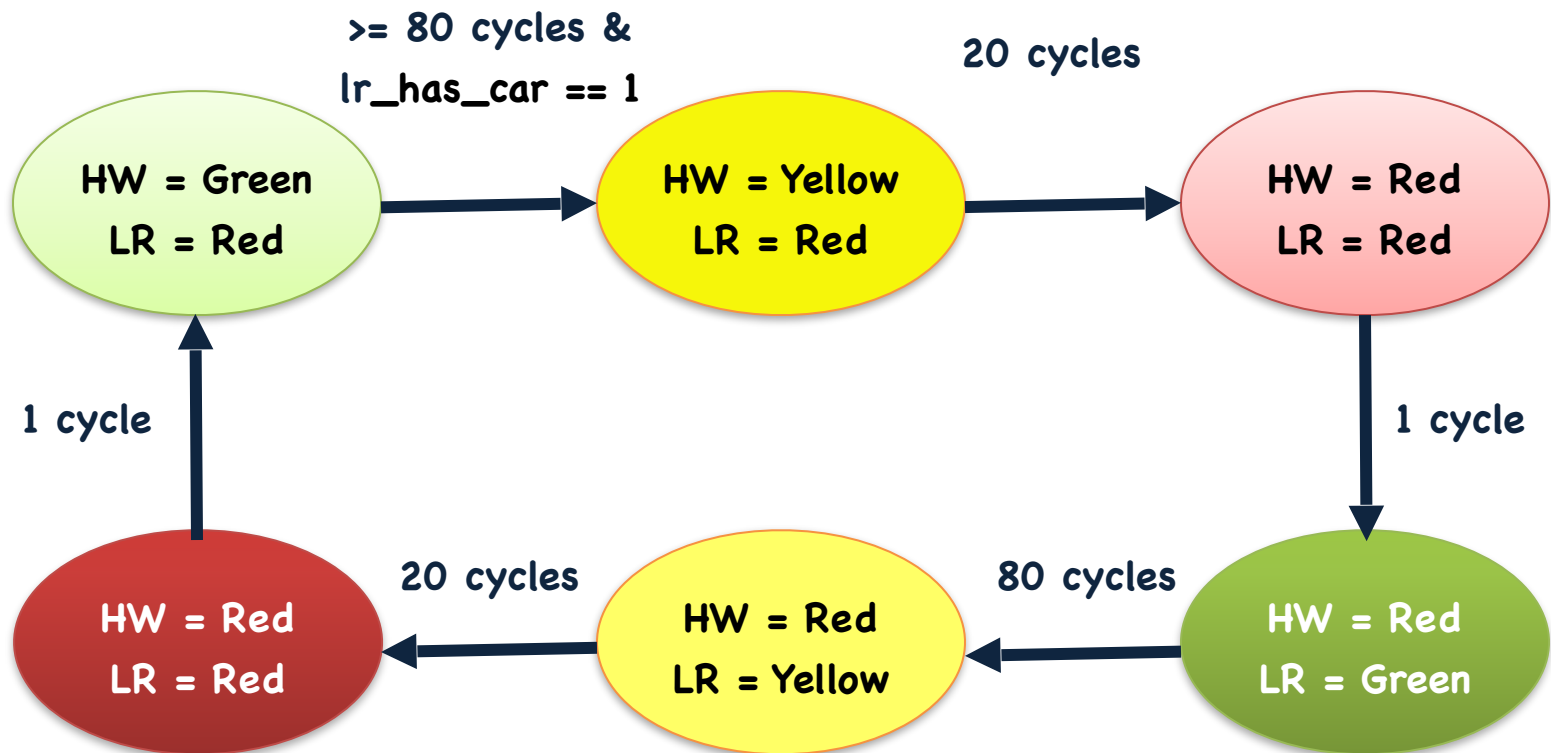 >= 80 cycles &
lr_has_car == 1
20 cycles
HW = Green
LR = Red
HW = Yellow
LR = Red
HW = Red
LR = Red
1 cycle
1 cycle
20 cycles
80 cycles
HW = Red
LR = Red
HW = Red
LR = Yellow
HW = Red
LR = Green